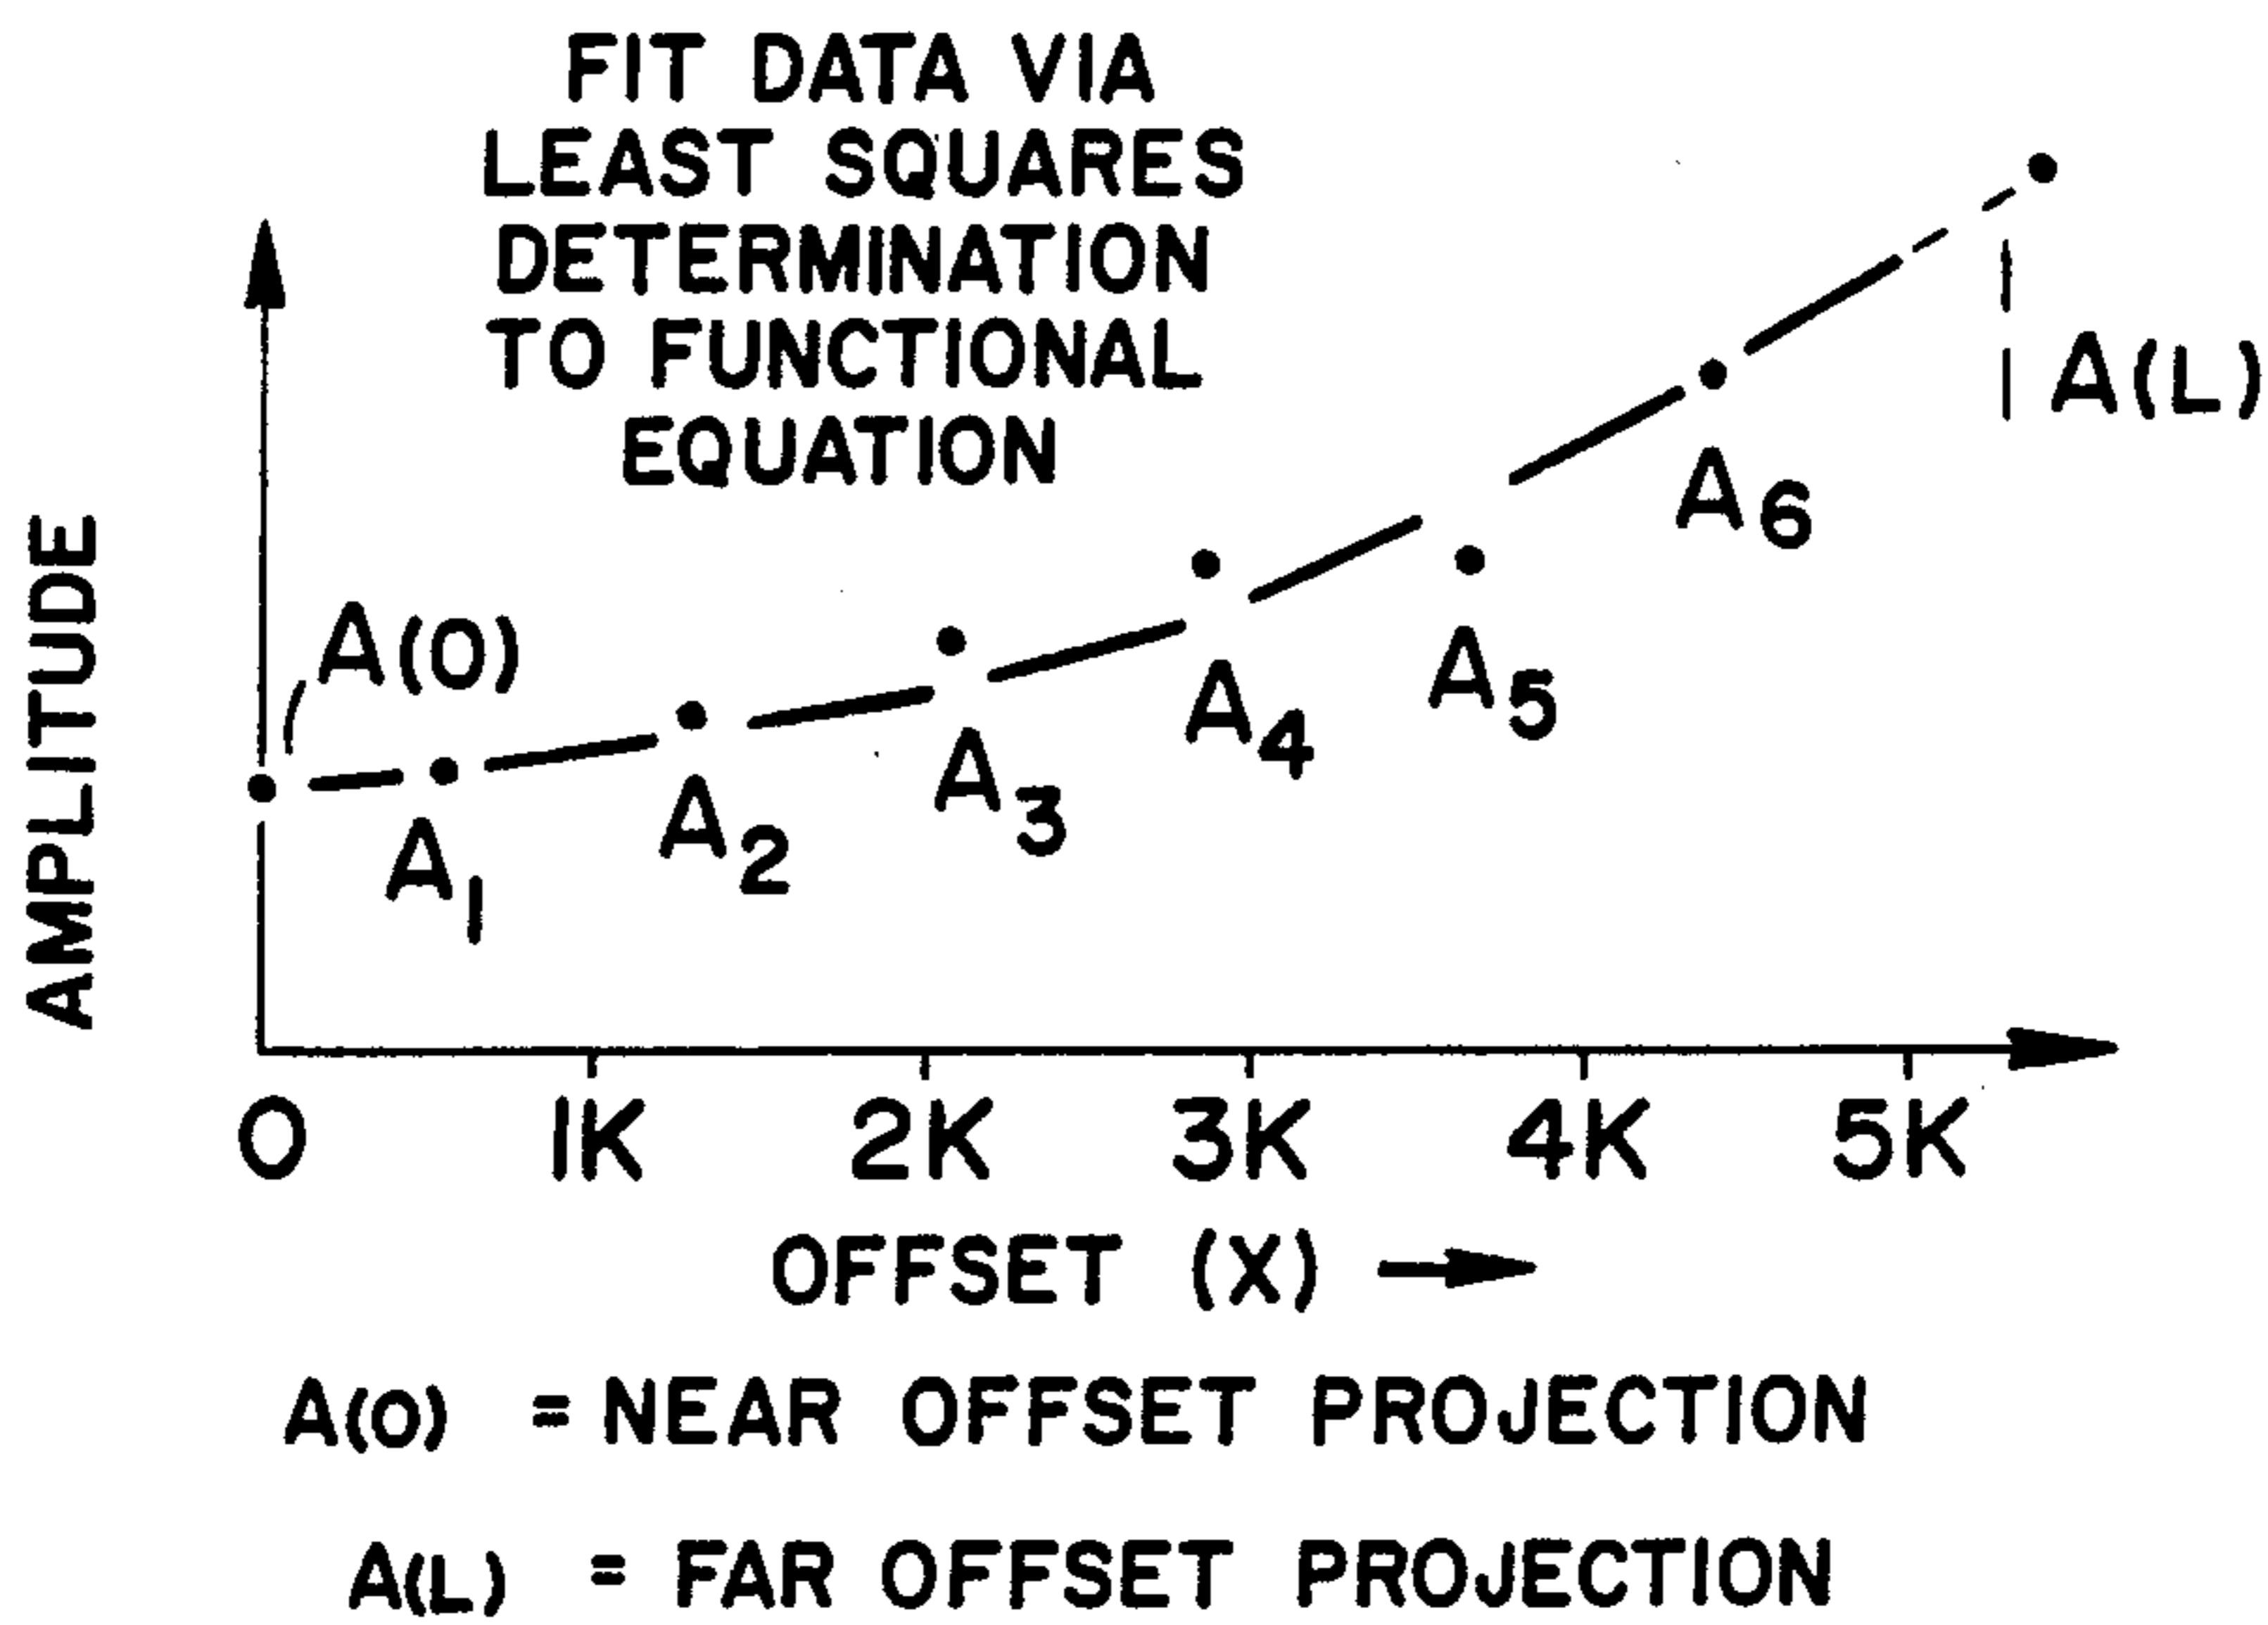 FIT DATA VIA
LEAST SQUARES
DETERMINATION
TO FUNCTIONAL
EQUATION
AMPLITUDE
A(O)
A1
A2
A3
A4
A5
A6
A(L)
0 1K 2K 3K 4K 5K
OFFSET (X) →
A(O) = NEAR OFFSET PROJECTION
A(L) = FAR OFFSET PROJECTION